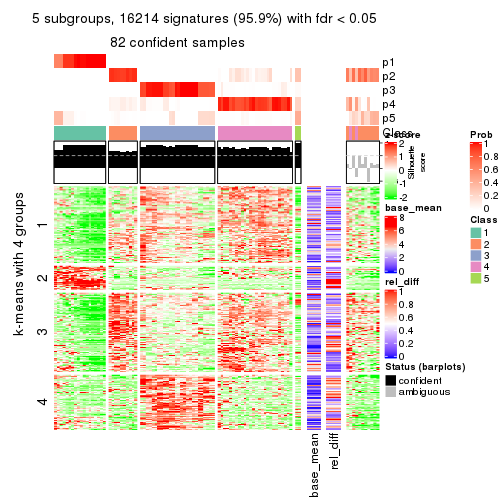 5 subgroups, 16214 signatures (95.9%) with fdr < 0.05
82 confident samples
p1
p2
p3
p4
p5
Class
z-score
2
1
0
-1
-2
Silhouette
score
Prob
1
0.8
0.6
0.4
0.2
0
base_mean
8
6
4
2
0
Class
1
2
3
4
5
rel_diff
1
0.8
0.6
0.4
0.2
0
Status (barplots)
confident
ambiguous
k-means with 4 groups
1
2
3
4
base_mean
rel_diff